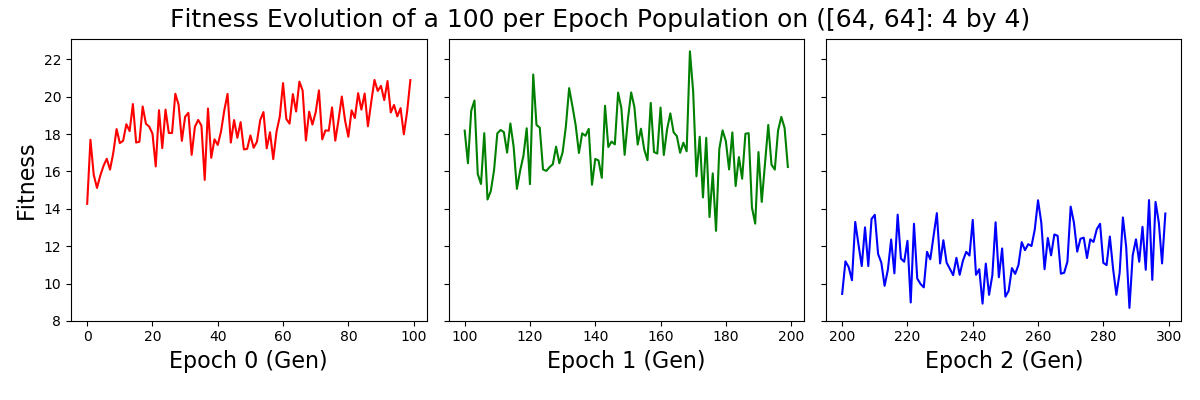 Fitness Evolution of a 100 per Epoch Population on ([64, 64]: 4 by 4)
Fitness
22
20
18
16
14
12
10
8
0 20 40 60 80 100
Epoch 0 (Gen)
100 120 140 160 180 200
Epoch 1 (Gen)
200 220 240 260 280 300
Epoch 2 (Gen)